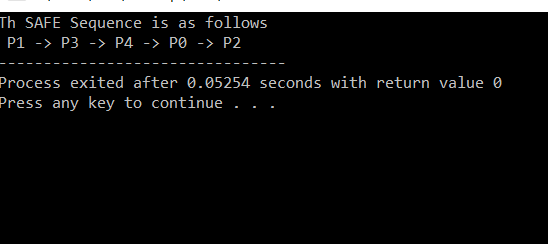 Th SAFE Sequence is as follows
P1 -> P3 -> P4 -> P0 -> P2
--------------------------------
Process exited after 0.05254 seconds with return value 0
Press any key to continue . . .